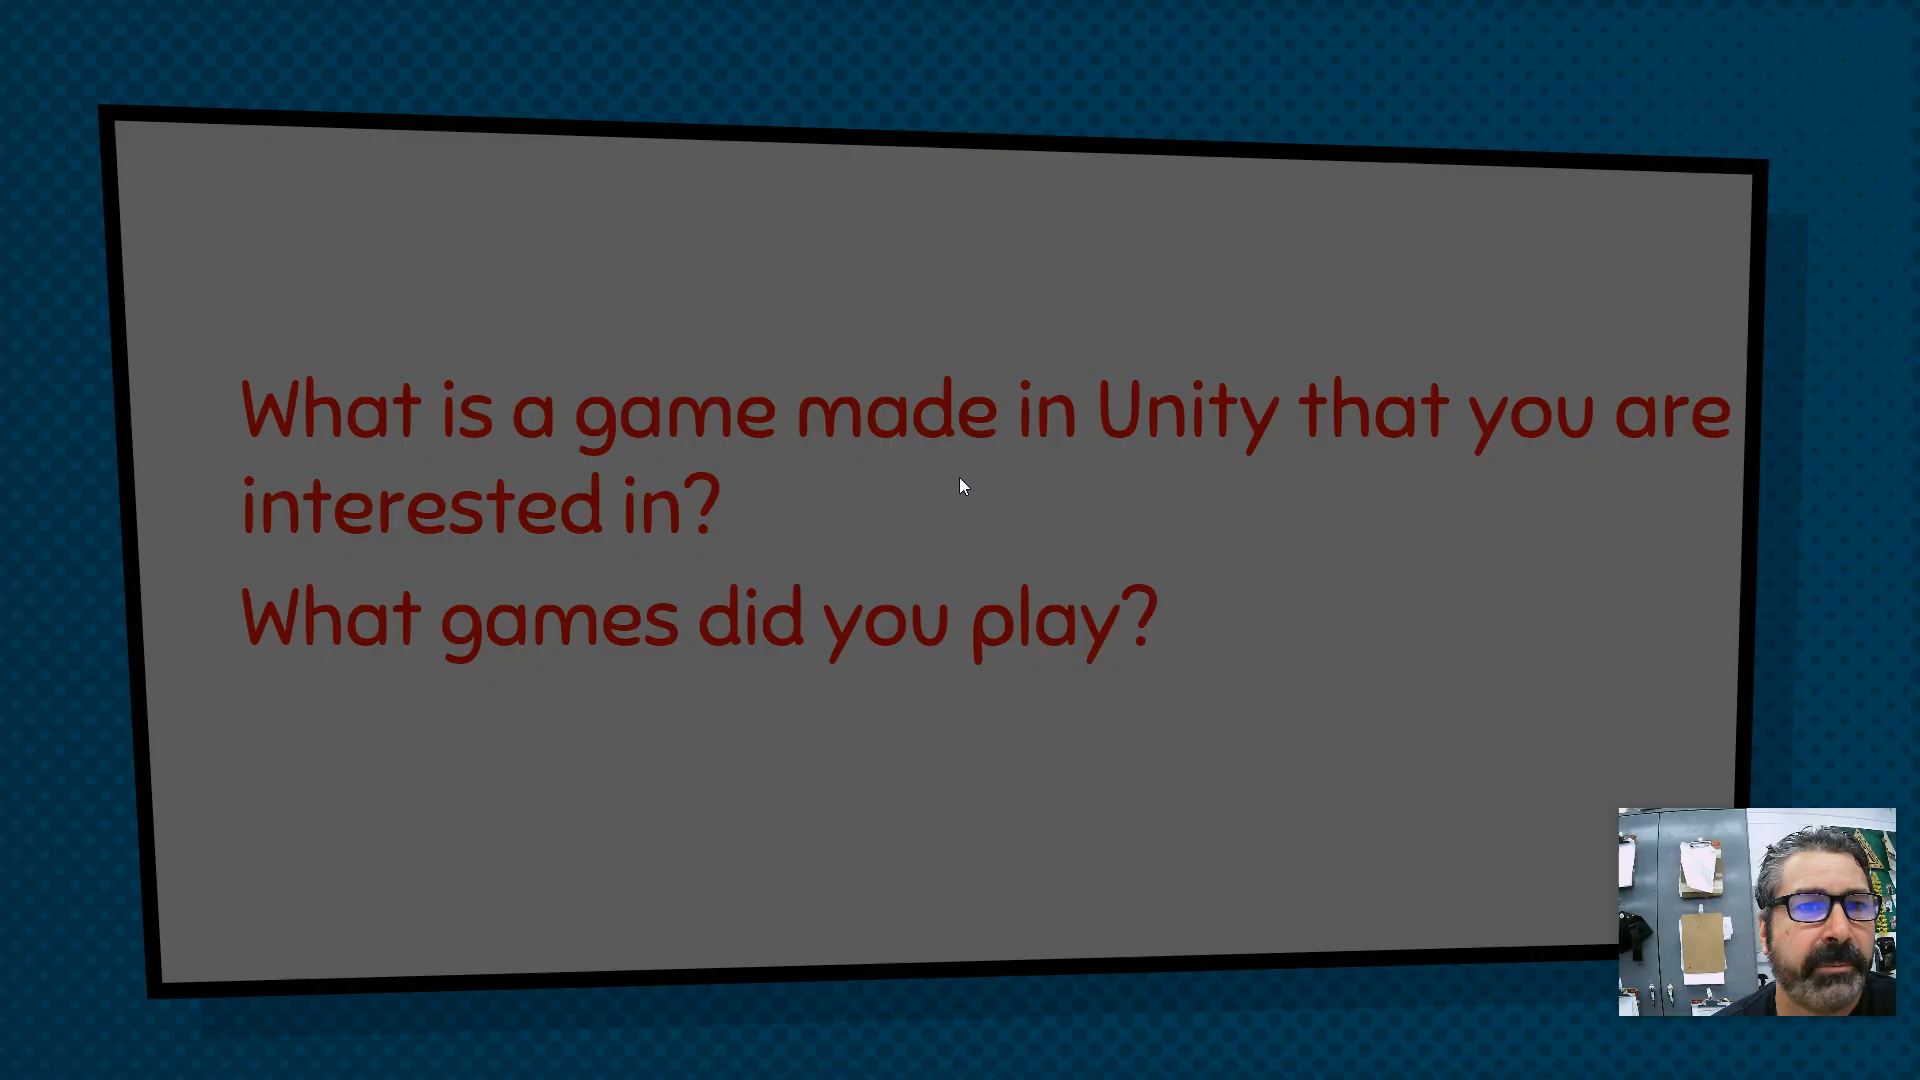 What is a game made in Unity that you are
interested in?
What games did you play?